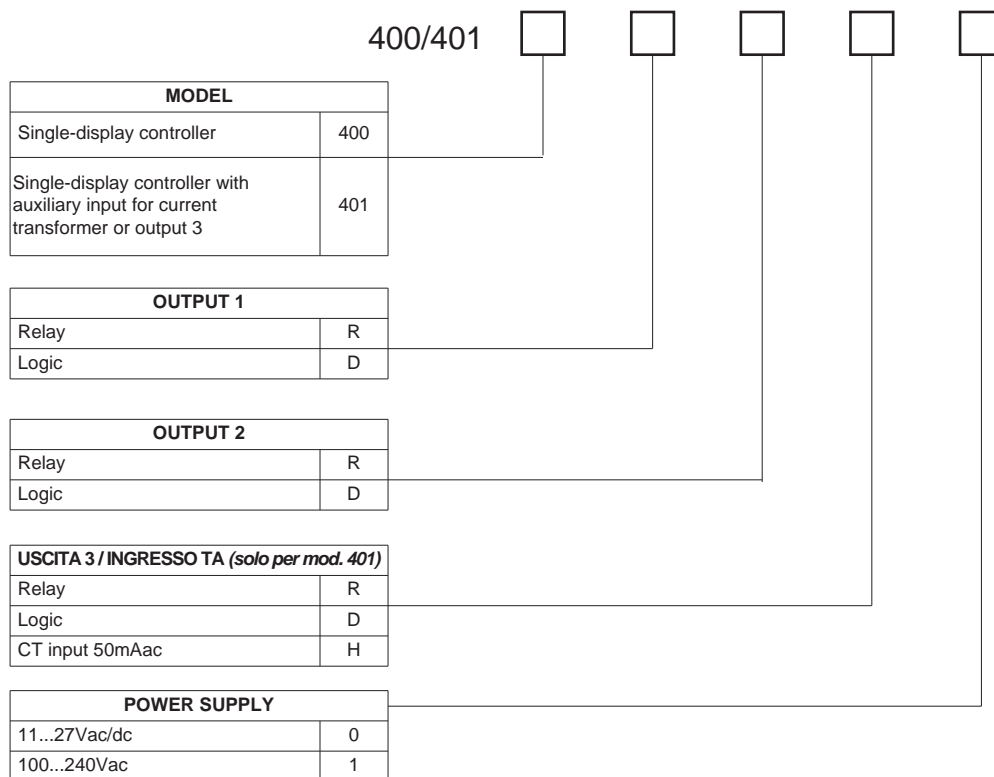 400/401
MODEL
Single-display controller 400
Single-display controller with
auxiliary input for current
transformer or output 3 401
OUTPUT 1
Relay R
Logic D
OUTPUT 2
Relay R
Logic D
USCITA 3 / INGRESSO TA (solo per mod. 401)
Relay R
Logic D
CT input 50mAac H
POWER SUPPLY
11...27Vac/dc 0
100...240Vac 1